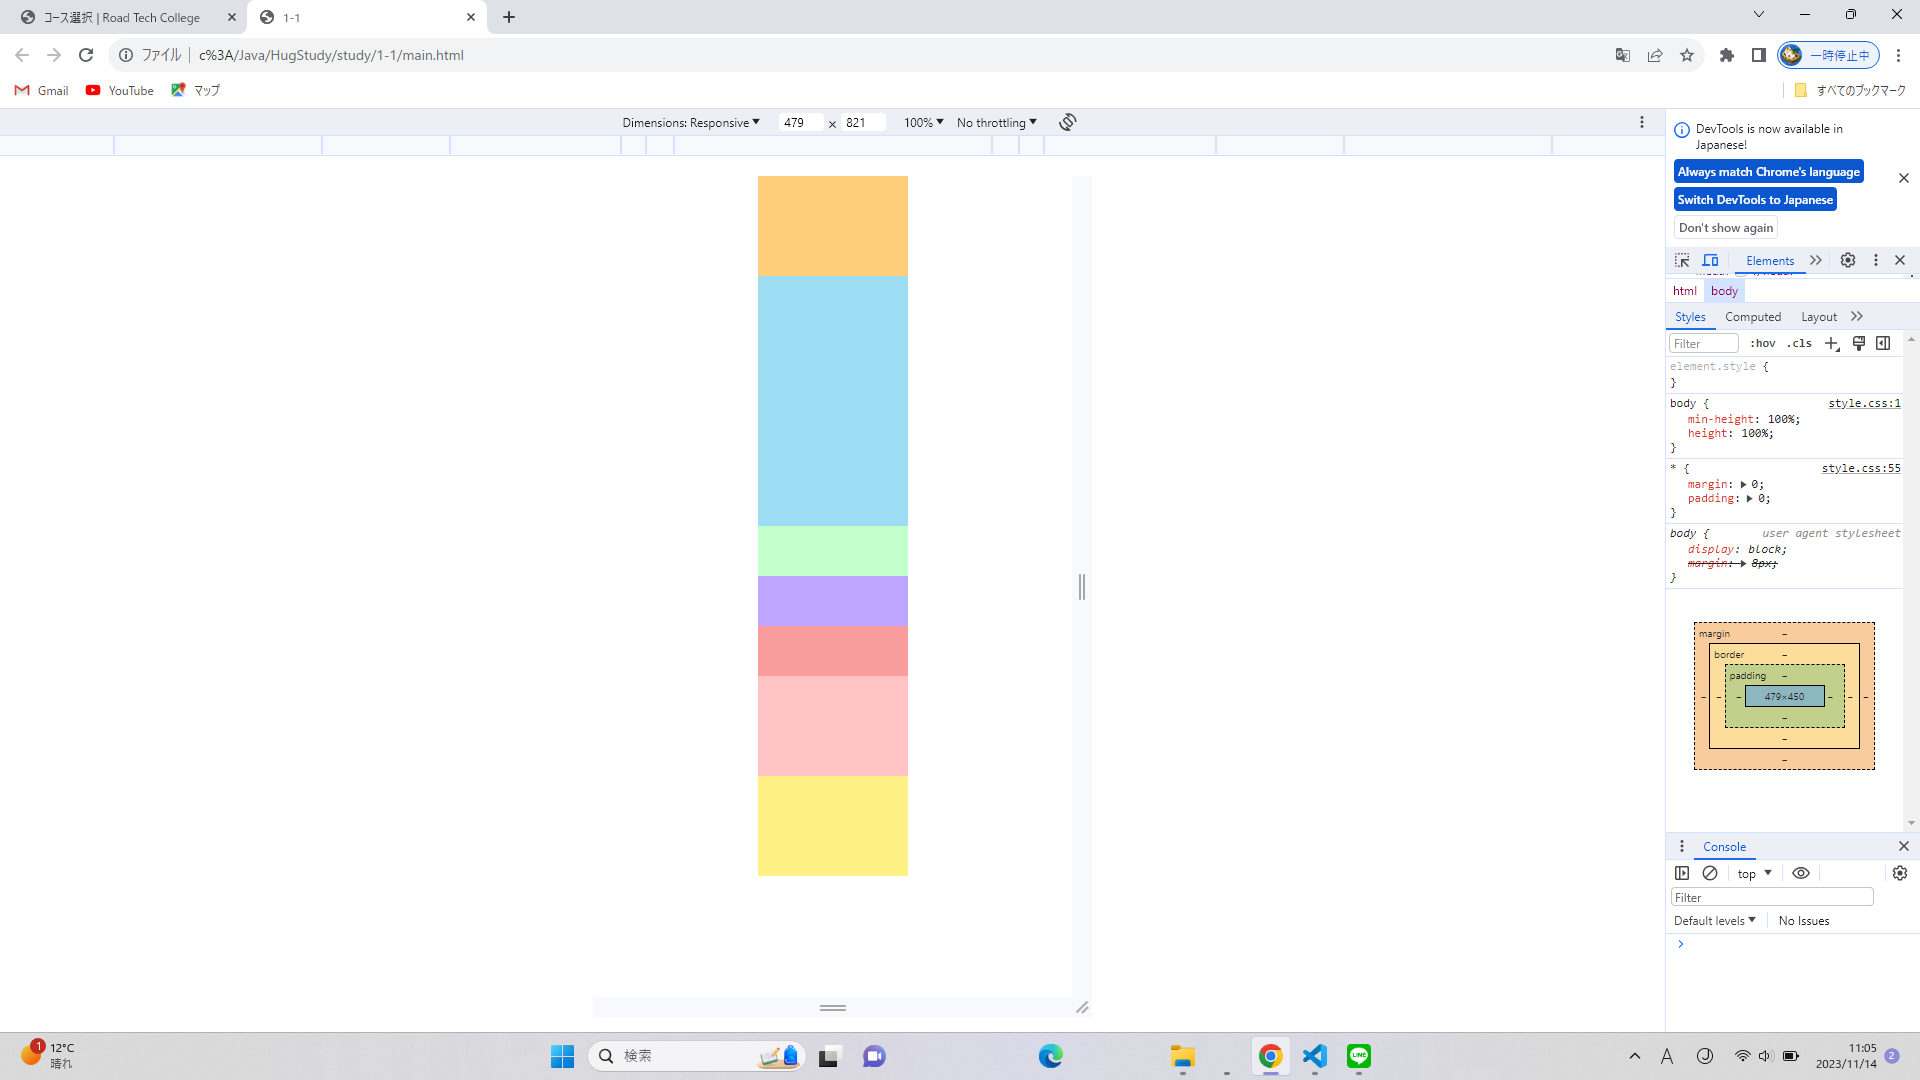 コース選択 | Road Tech College
1-1
ファイル
c%3A/Java/HugStudy/study/1-1/main.html
一時停止中
Gmail
YouTube
マップ
すべてのブックマーク
Dimensions: Responsive
479
×
821
100%
No throttling
DevTools is now available in
Japanese!
Always match Chrome's language
Switch DevTools to Japanese
Don't show again
Elements
html
body
Styles
Computed
Layout
Filter
:hov
.cls
element.style {
}
body {
style.css:1
min-height: 100%;
height: 100%;
}
* {
style.css:55
margin: 0;
padding: 0;
}
body {
user agent stylesheet
display: block;
margin: 8px;
}
margin
–
border
–
padding
–
– – – 479×450 – – –
–
–
–
Console
top
Filter
Default levels
No Issues
1
12°C
晴れ
検索
LINE
A
11:05
2023/11/14
2